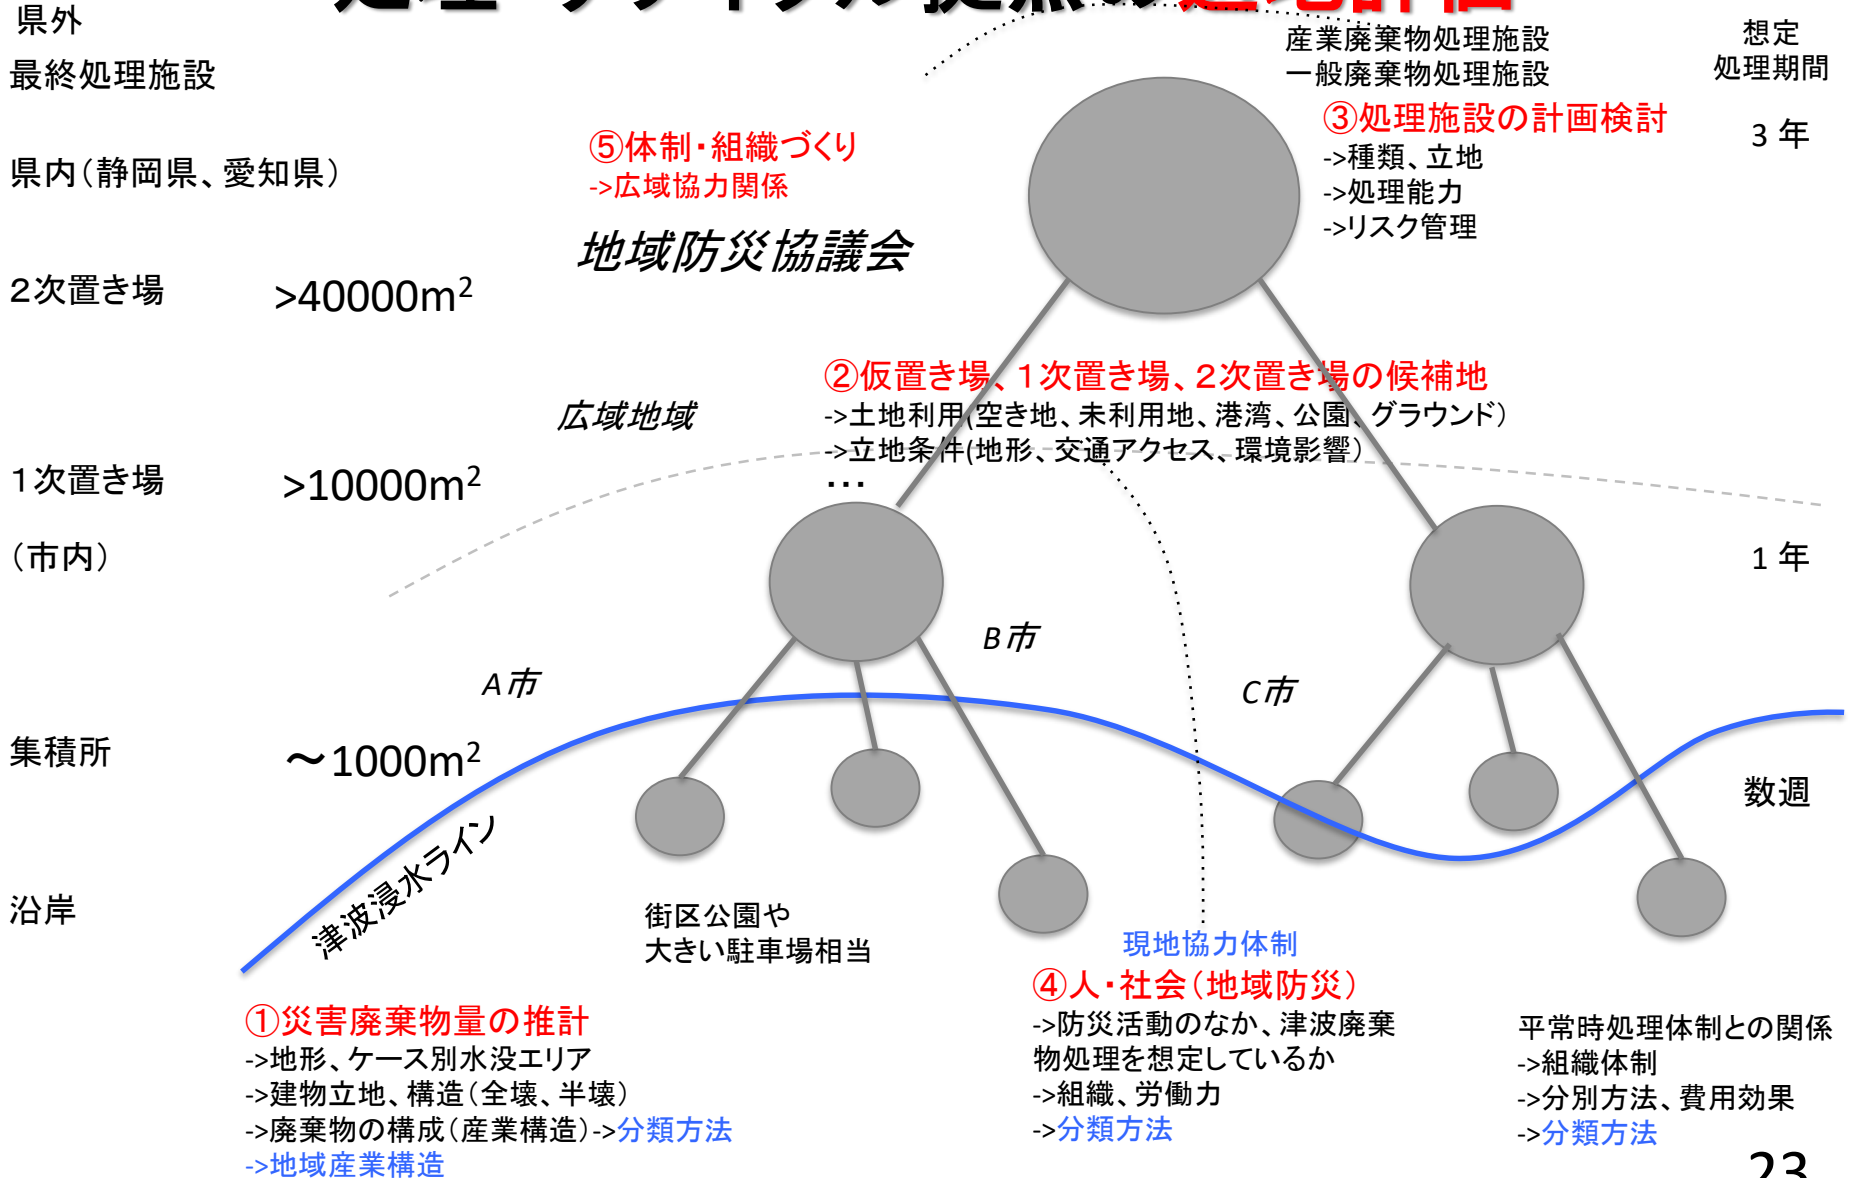 処理・リサイクル拠点の適地評価
県外
最終処理施設
県内(静岡県、愛知県)
2次置き場
>40000m²
1次置き場
>10000m²
(市内)
集積所
～1000m²
沿岸
産業廃棄物処理施設
一般廃棄物処理施設
③処理施設の計画検討
->種類、立地
->処理能力
->リスク管理
想定
処理期間
3 年
1 年
数週
⑤体制・組織づくり
->広域協力関係
地域防災協議会
広域地域
②仮置き場、1次置き場、2次置き場の候補地
->土地利用(空き地、未利用地、港湾、公園、グラウンド)
->立地条件(地形、交通アクセス、環境影響)
…
A市
B市
C市
津波浸水ライン
街区公園や
大きい駐車場相当
現地協力体制
①災害廃棄物量の推計
->地形、ケース別水没エリア
->建物立地、構造(全壊、半壊)
->廃棄物の構成(産業構造)->分類方法
->地域産業構造
④人・社会(地域防災)
->防災活動のなか、津波廃棄
物処理を想定しているか
->組織、労働力
->分類方法
平常時処理体制との関係
->組織体制
->分別方法、費用効果
->分類方法
23